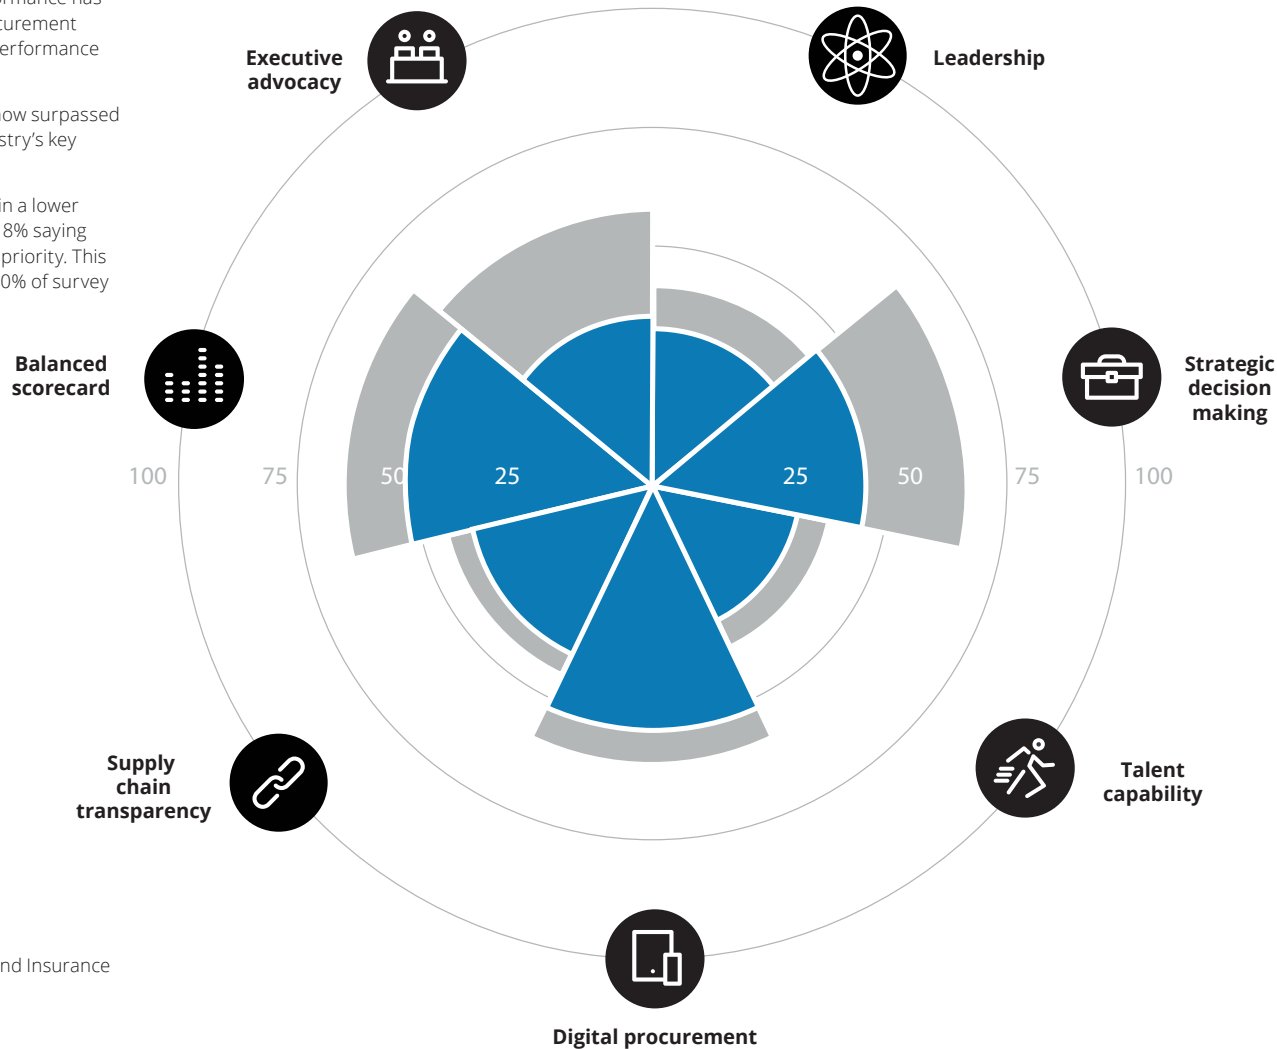 curement
erformance
now surpassed
stry's key
in a lower
8% saying
priority. This
0% of survey
nd Insurance
Executive
advocacy
Leadership
Balanced
scorecard
Strategic
decision
making
100 75 50 25 25 50 75 100
Supply
chain
transparency
Talent
capability
Digital procurement